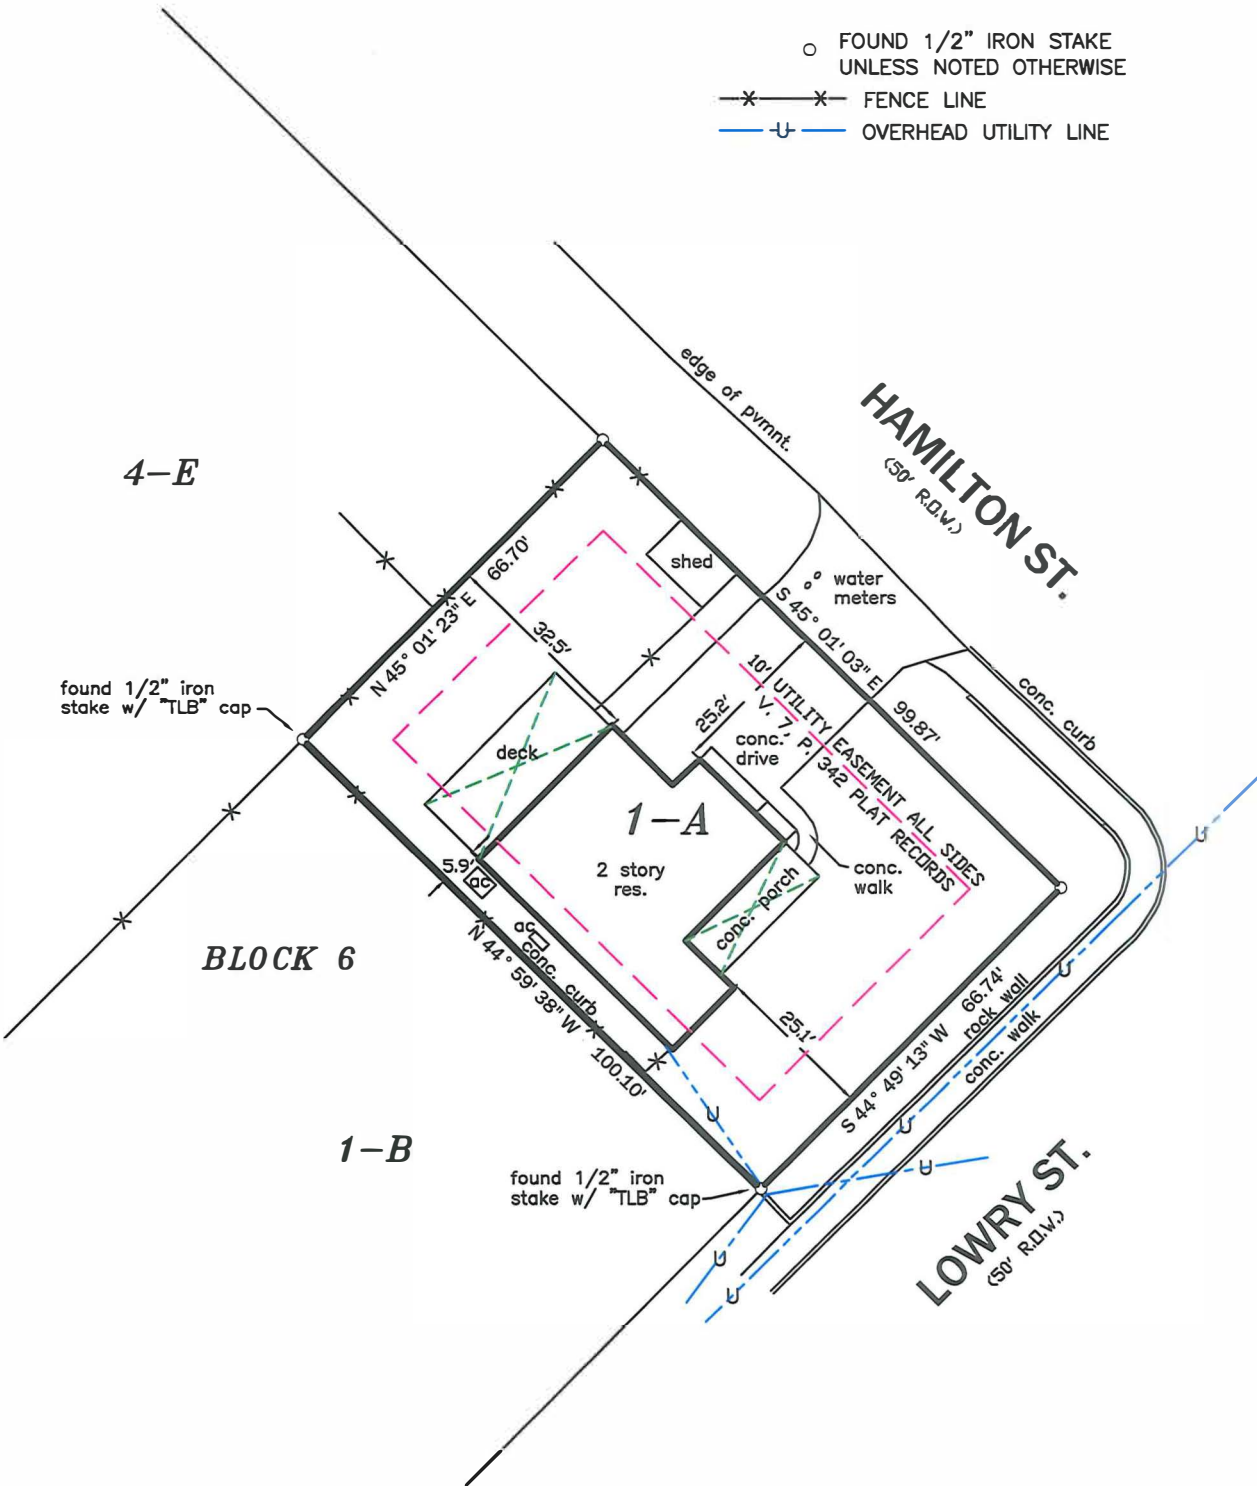 FOUND 1/2" IRON STAKE
UNLESS NOTED OTHERWISE
FENCE LINE
U
OVERHEAD UTILITY LINE
edge of pvmnt.
HAMILTON ST.
(50' R.O.W.)
4-E
66.70'
N 45° 01' 23" E
shed
water
meters
S 45° 01' 03" E
99.87'
32.5'
found 1/2" iron
stake w/ "TLB" cap
10' UTILITY EASEMENT ALL SIDES
V. 7, P. 342 PLAT RECORDS
conc. curb
25.2'
conc.
drive
deck
1-A
2 story
res.
U
5.9'
ac
conc.
walk
conc. porch
ac
conc. curb
BLOCK 6
N 44° 59' 38" W
100.10'
25.1'
U
66.74'
S 44° 49' 13" W
rock wall
conc. walk
U
U
1-B
U
found 1/2" iron
stake w/ "TLB" cap
LOWRY ST.
(50' R.O.W.)
U
U